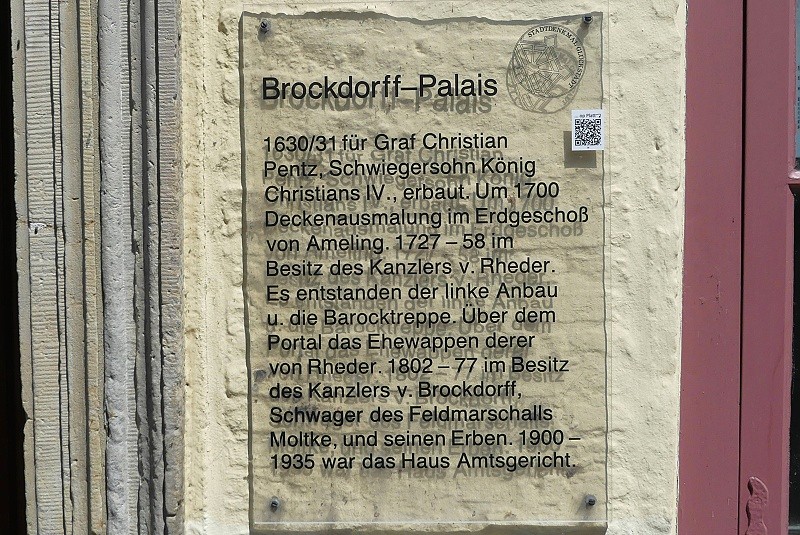 STADTDENKMAL GLÜCKSTADT
Brockdorff–Palais
1630/31 für Graf Christian
Pentz, Schwiegersohn König
Christians IV., erbaut. Um 1700
Deckenausmalung im Erdgeschoß
von Ameling. 1727 – 58 im
Besitz des Kanzlers v. Rheder.
Es entstanden der linke Anbau
u. die Barocktreppe. Über dem
Portal das Ehewappen derer
von Rheder. 1802 – 77 im Besitz
des Kanzlers v. Brockdorff,
Schwager des Feldmarschalls
Moltke, und seinen Erben. 1900 –
1935 war das Haus Amtsgericht.